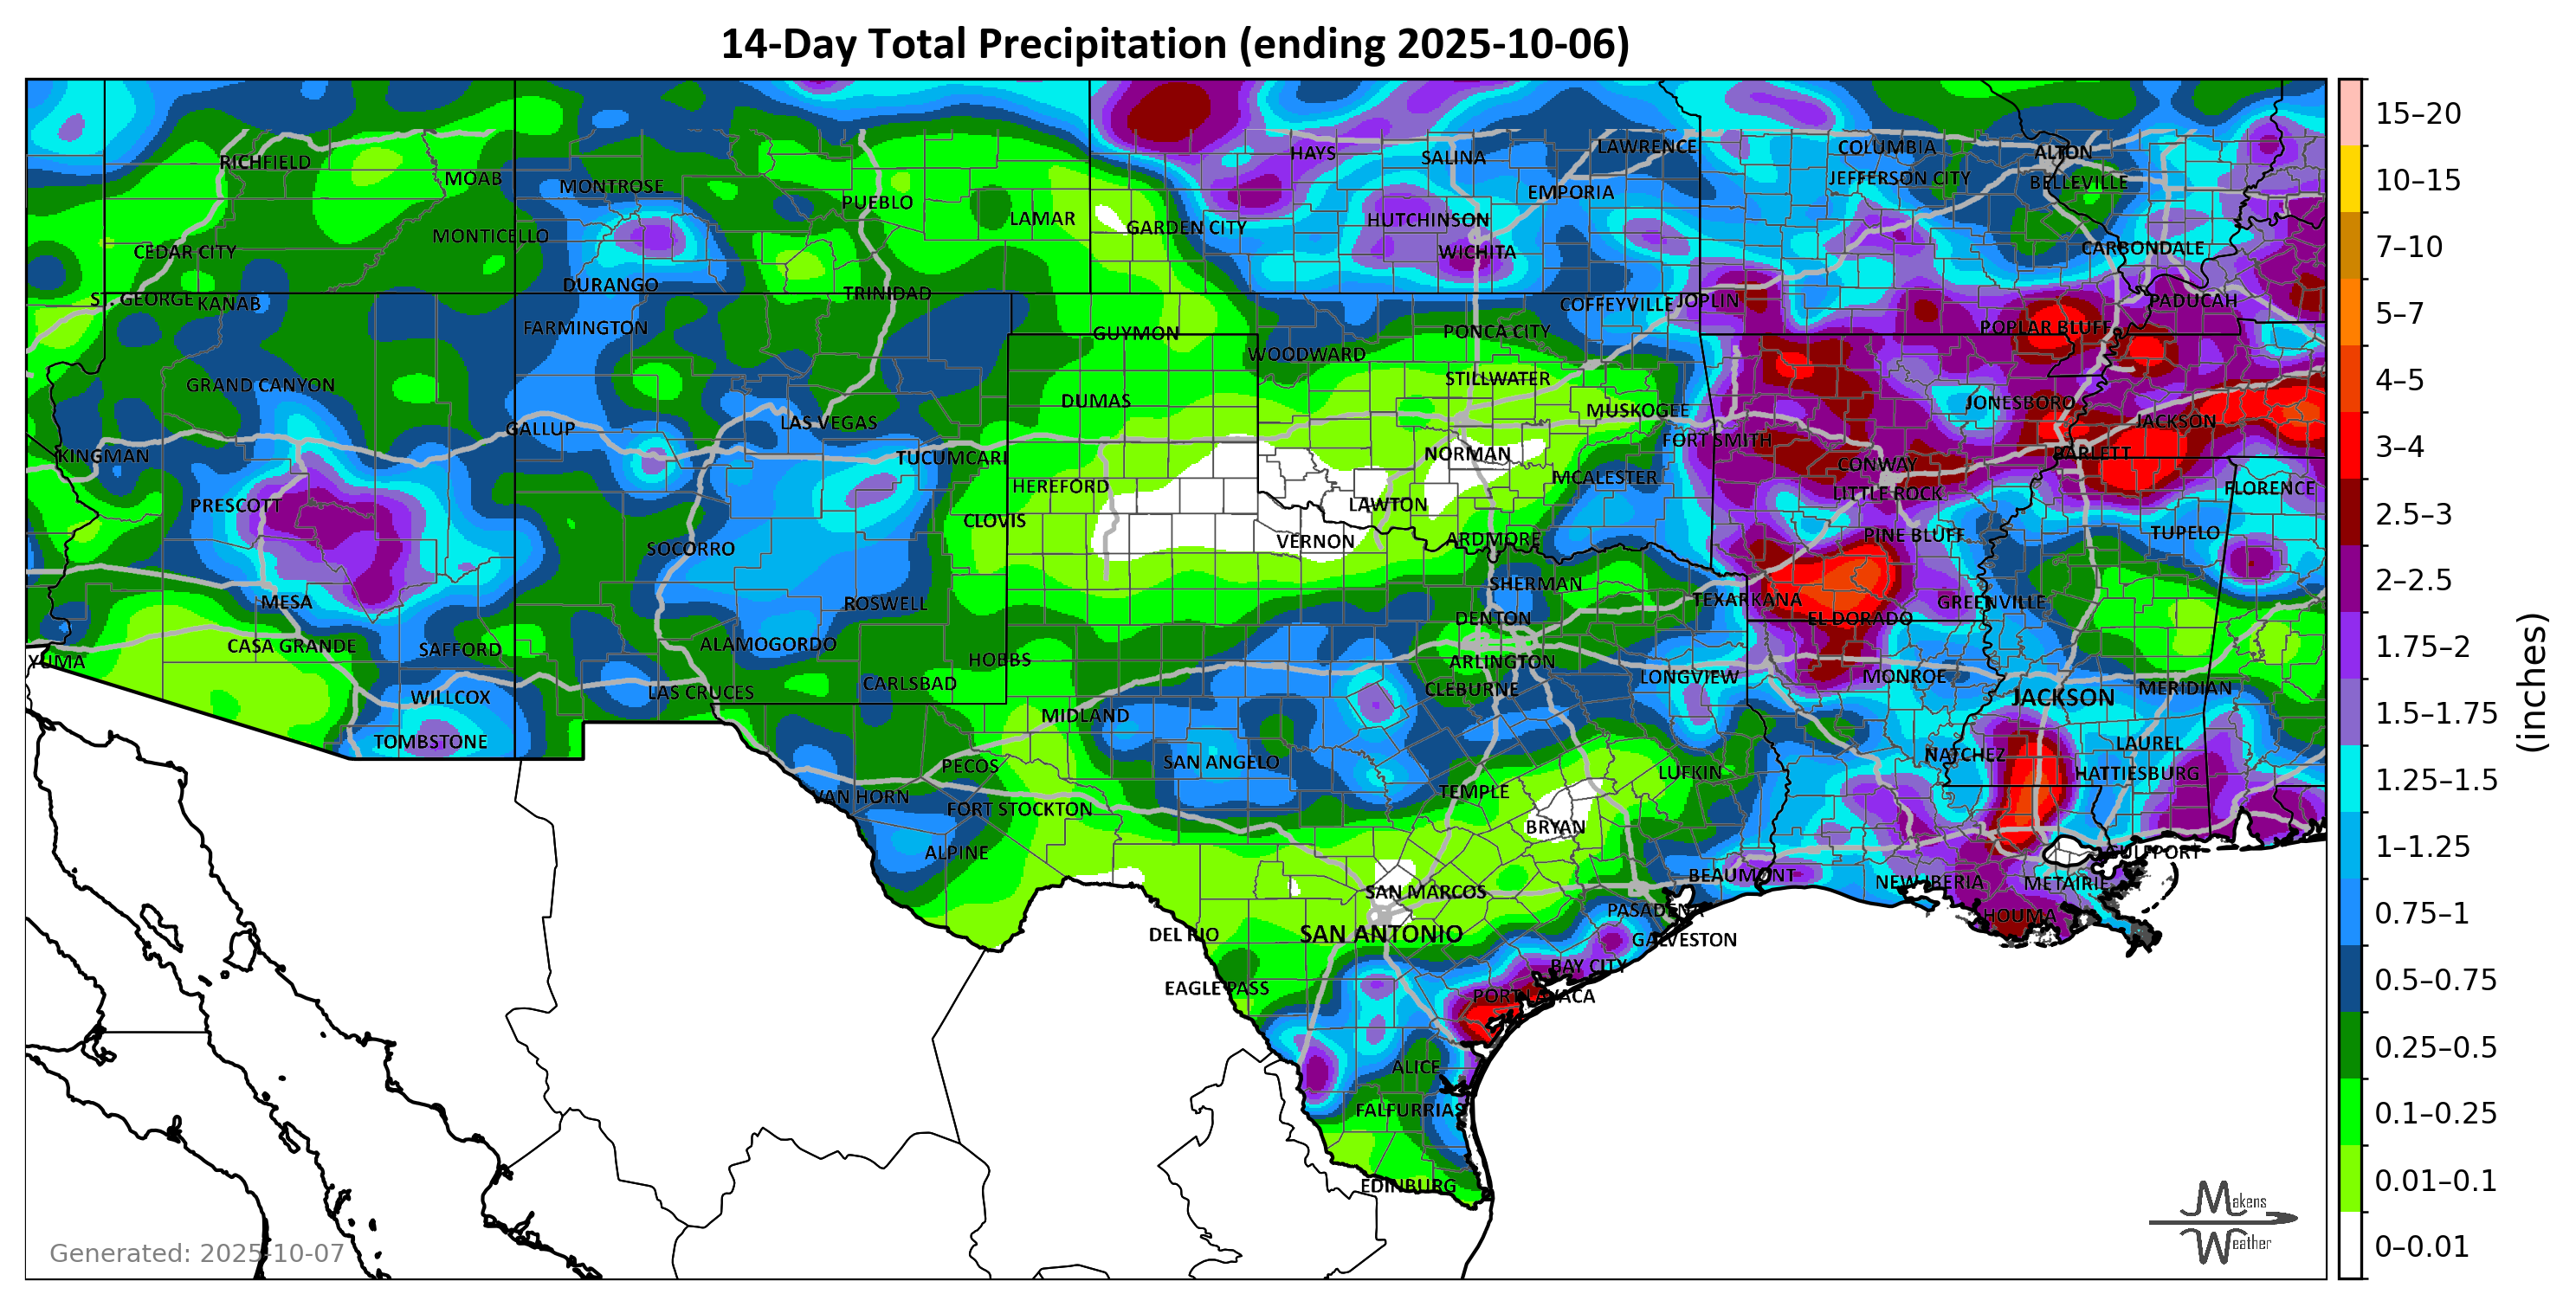 14-Day Total Precipitation (ending 2025-10-06)
RICHFIELD
MOAB
MONTROSE
PUEBLO
LAMAR
HAYS
SALINA
LAWRENCE
COLUMBIA
ALTON
JEFFERSON CITY
BELLEVILLE
EMPORIA
CEDAR CITY
MONTICELLO
GARDEN CITY
HUTCHINSON
WICHITA
CARBONDALE
ST. GEORGE
KANAB
DURANGO
TRINIDAD
COFFEYVILLE
JOPLIN
PADUCAH
FARMINGTON
GUYMON
PONCA CITY
POPLAR BLUFF
WOODWARD
GRAND CANYON
DUMAS
STILLWATER
MUSKOGEE
JONESBORO
JACKSON
KINGMAN
GALLUP
LAS VEGAS
TUCUMCARI
NORMAN
FORT SMITH
BARLETT
CONWAY
PRESCOTT
HEREFORD
LAWTON
MCALESTER
LITTLE ROCK
FLORENCE
CLOVIS
SOCORRO
VERNON
ARDMORE
PINE BLUFF
TUPELO
MESA
ROSWELL
SHERMAN
DENTON
TEXARKANA
GREENVILLE
EL DORADO
YUMA
CASA GRANDE
SAFFORD
ALAMOGORDO
HOBBS
ARLINGTON
WILLCOX
LAS CRUCES
CARLSBAD
CLEBURNE
LONGVIEW
MONROE
JACKSON
MERIDIAN
TOMBSTONE
MIDLAND
SAN ANGELO
NATCHEZ
LAUREL
PECOS
LUFKIN
HATTIESBURG
VAN HORN
FORT STOCKTON
TEMPLE
BRYAN
ALPINE
GULFPORT
SAN MARCOS
BEAUMONT
NEW IBERIA
METAIRIE
PASADENA
HOUMA
DEL RIO
SAN ANTONIO
GALVESTON
BAY CITY
EAGLE PASS
PORT LAVACA
ALICE
FALFURRIAS
EDINBURG
Generated: 2025-10-07
Makens
Weather
15–20
10–15
7–10
5–7
4–5
3–4
2.5–3
2–2.5
1.75–2
1.5–1.75
1.25–1.5
1–1.25
0.75–1
0.5–0.75
0.25–0.5
0.1–0.25
0.01–0.1
0–0.01
(inches)